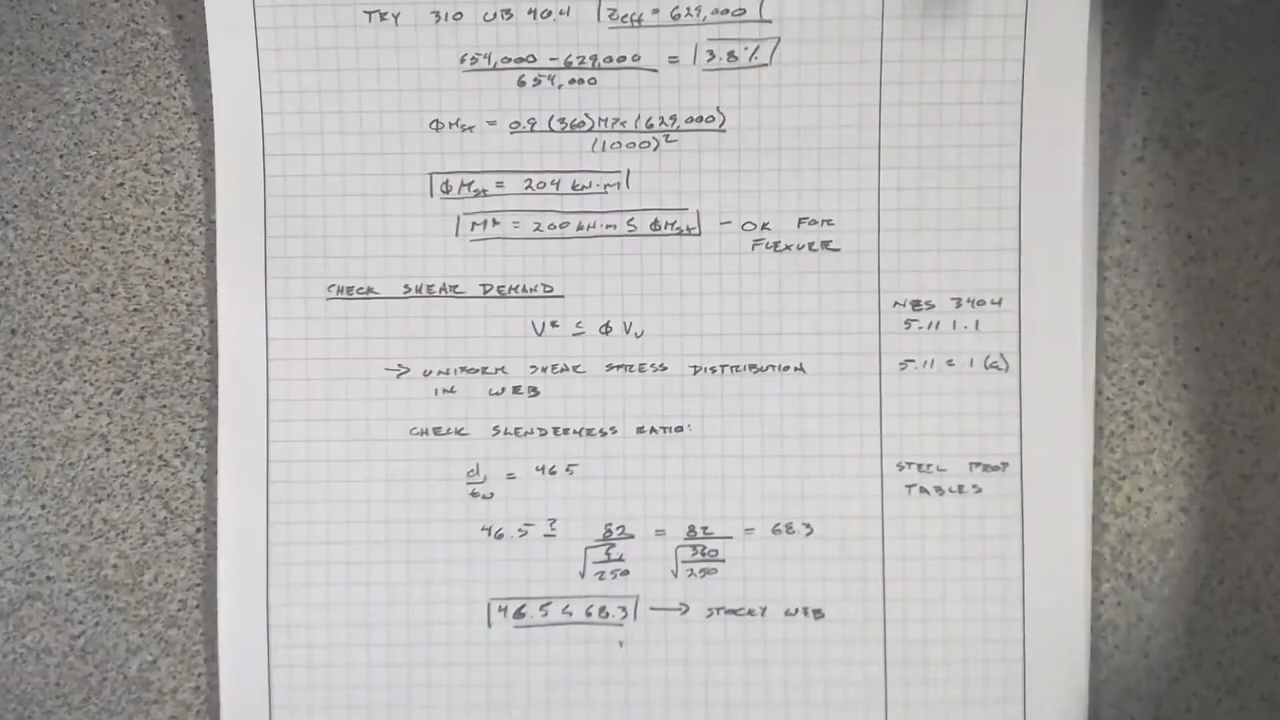 TRY 310 UB 40.4 Zeff = 629,000
654,000 - 629,000 = 3.8%
654,000
ϕMsx = 0.9 (360) MPa (629,000)
(1000)²
ϕMsx = 204 kN·m
M* = 200 kN·m ≤ ϕMsx - OK FOR
FLEXURE
CHECK SHEAR DEMAND
NZS 3404
V* ≤ ϕ Vv
5.11 1.1
→ UNIFORM SHEAR STRESS DISTRIBUTION
5.11 2 1 (a)
IN WEB
CHECK SLENDERNESS RATIO:
d1 = 46 5
tw
STEEL PROP
TABLES
46.5 ≟ 82 = 82 = 68.3
√fy √360
250 250
46.5 < 68.3 → STOCKY WEB